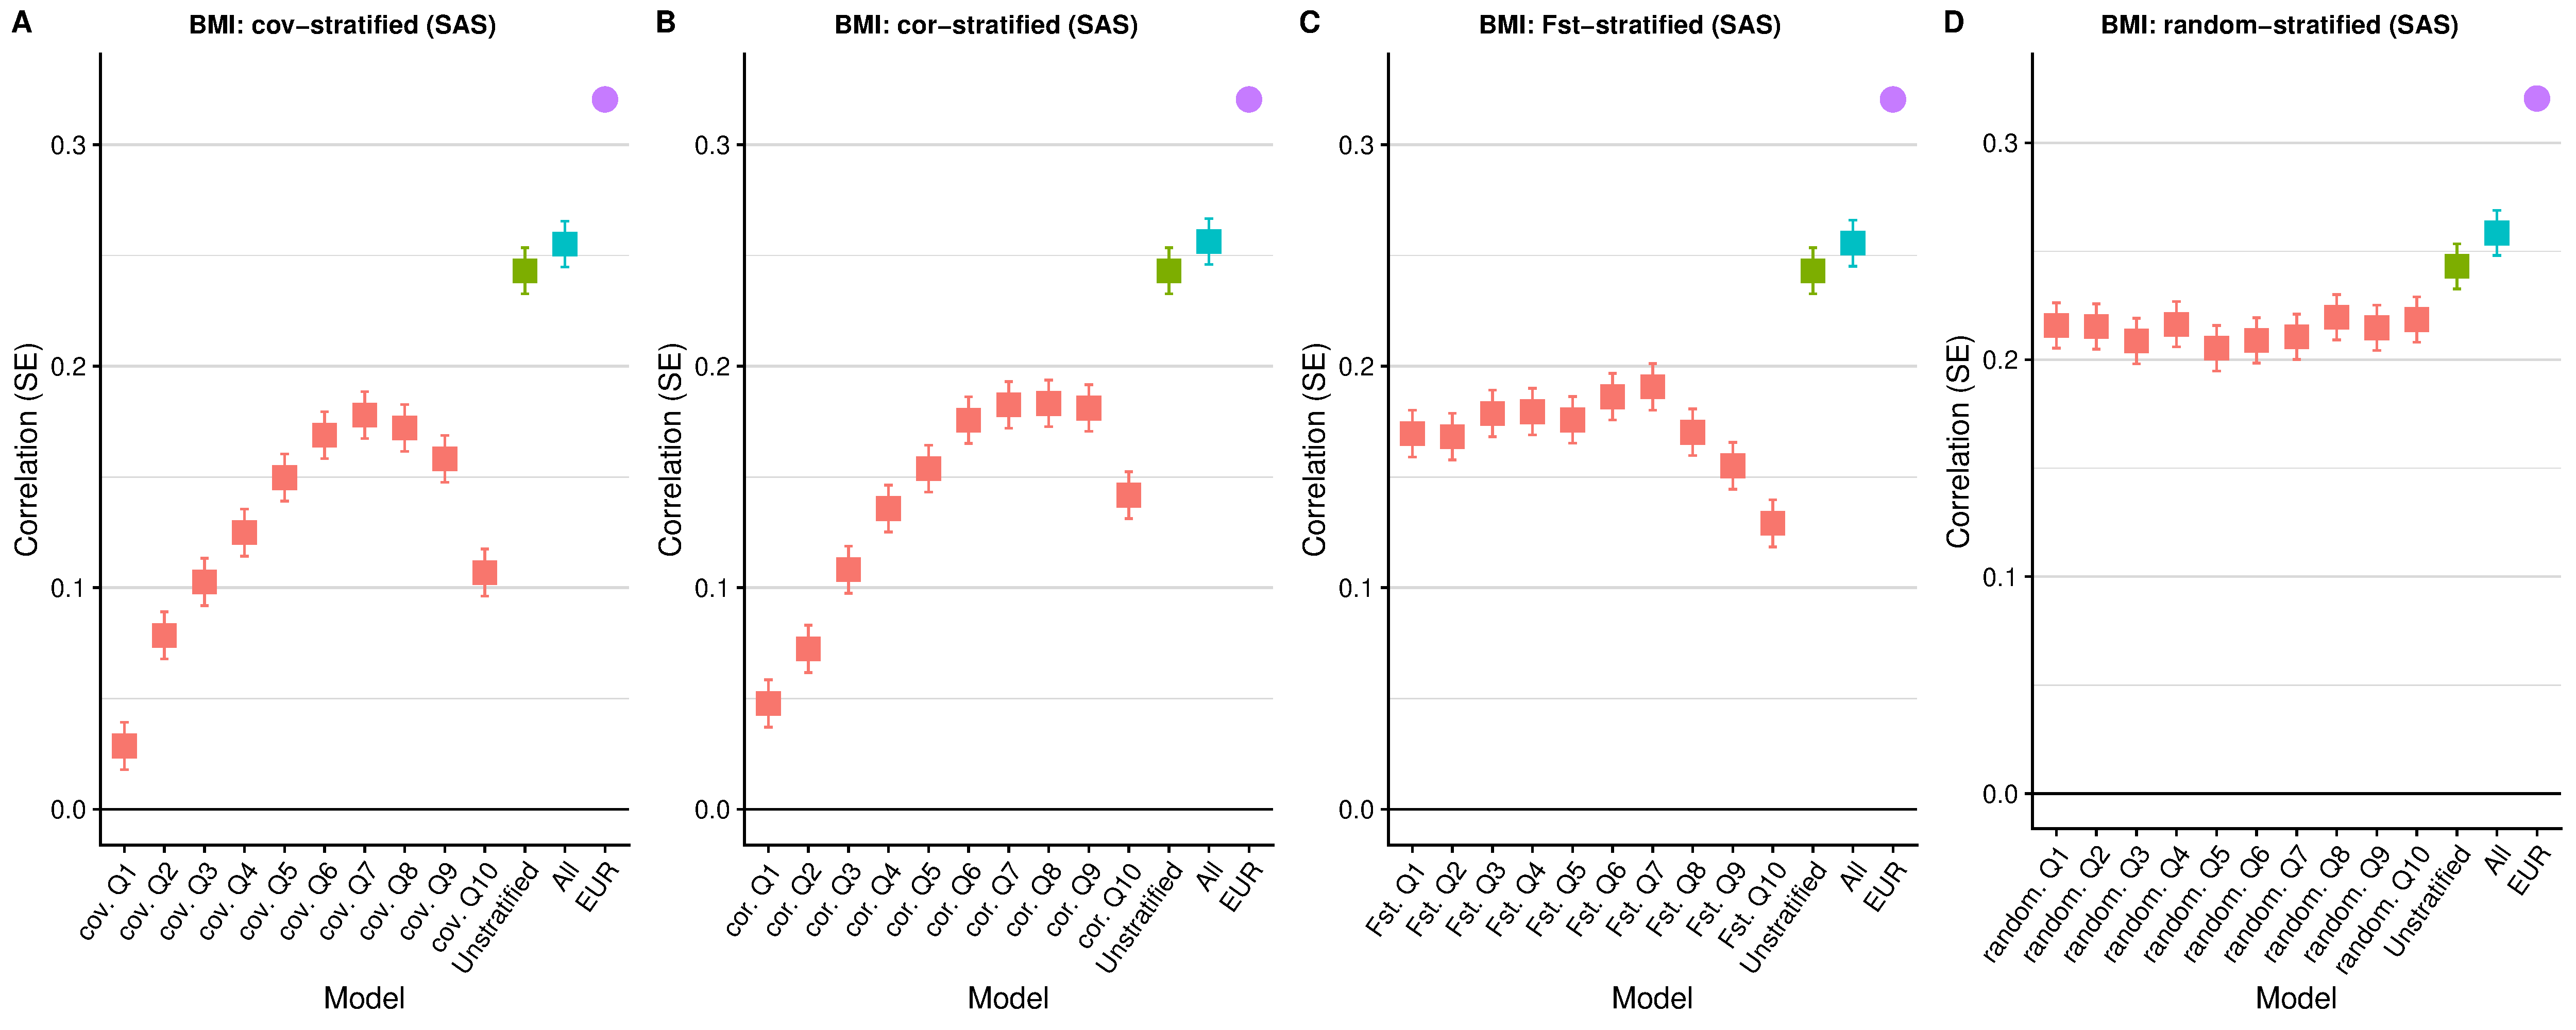 A
BMI: cov−stratified (SAS)
Correlation (SE)
0.3
0.2
0.1
0.0
cov. Q1
cov. Q2
cov. Q3
cov. Q4
cov. Q5
cov. Q6
cov. Q7
cov. Q8
cov. Q9
cov. Q10
Unstratified
All
EUR
Model
B
BMI: cor−stratified (SAS)
Correlation (SE)
0.3
0.2
0.1
0.0
cor. Q1
cor. Q2
cor. Q3
cor. Q4
cor. Q5
cor. Q6
cor. Q7
cor. Q8
cor. Q9
cor. Q10
Unstratified
All
EUR
Model
C
BMI: Fst−stratified (SAS)
Correlation (SE)
0.3
0.2
0.1
0.0
Fst. Q1
Fst. Q2
Fst. Q3
Fst. Q4
Fst. Q5
Fst. Q6
Fst. Q7
Fst. Q8
Fst. Q9
Fst. Q10
Unstratified
All
EUR
Model
D
BMI: random−stratified (SAS)
Correlation (SE)
0.3
0.2
0.1
0.0
random. Q1
random. Q2
random. Q3
random. Q4
random. Q5
random. Q6
random. Q7
random. Q8
random. Q9
random. Q10
Unstratified
All
EUR
Model